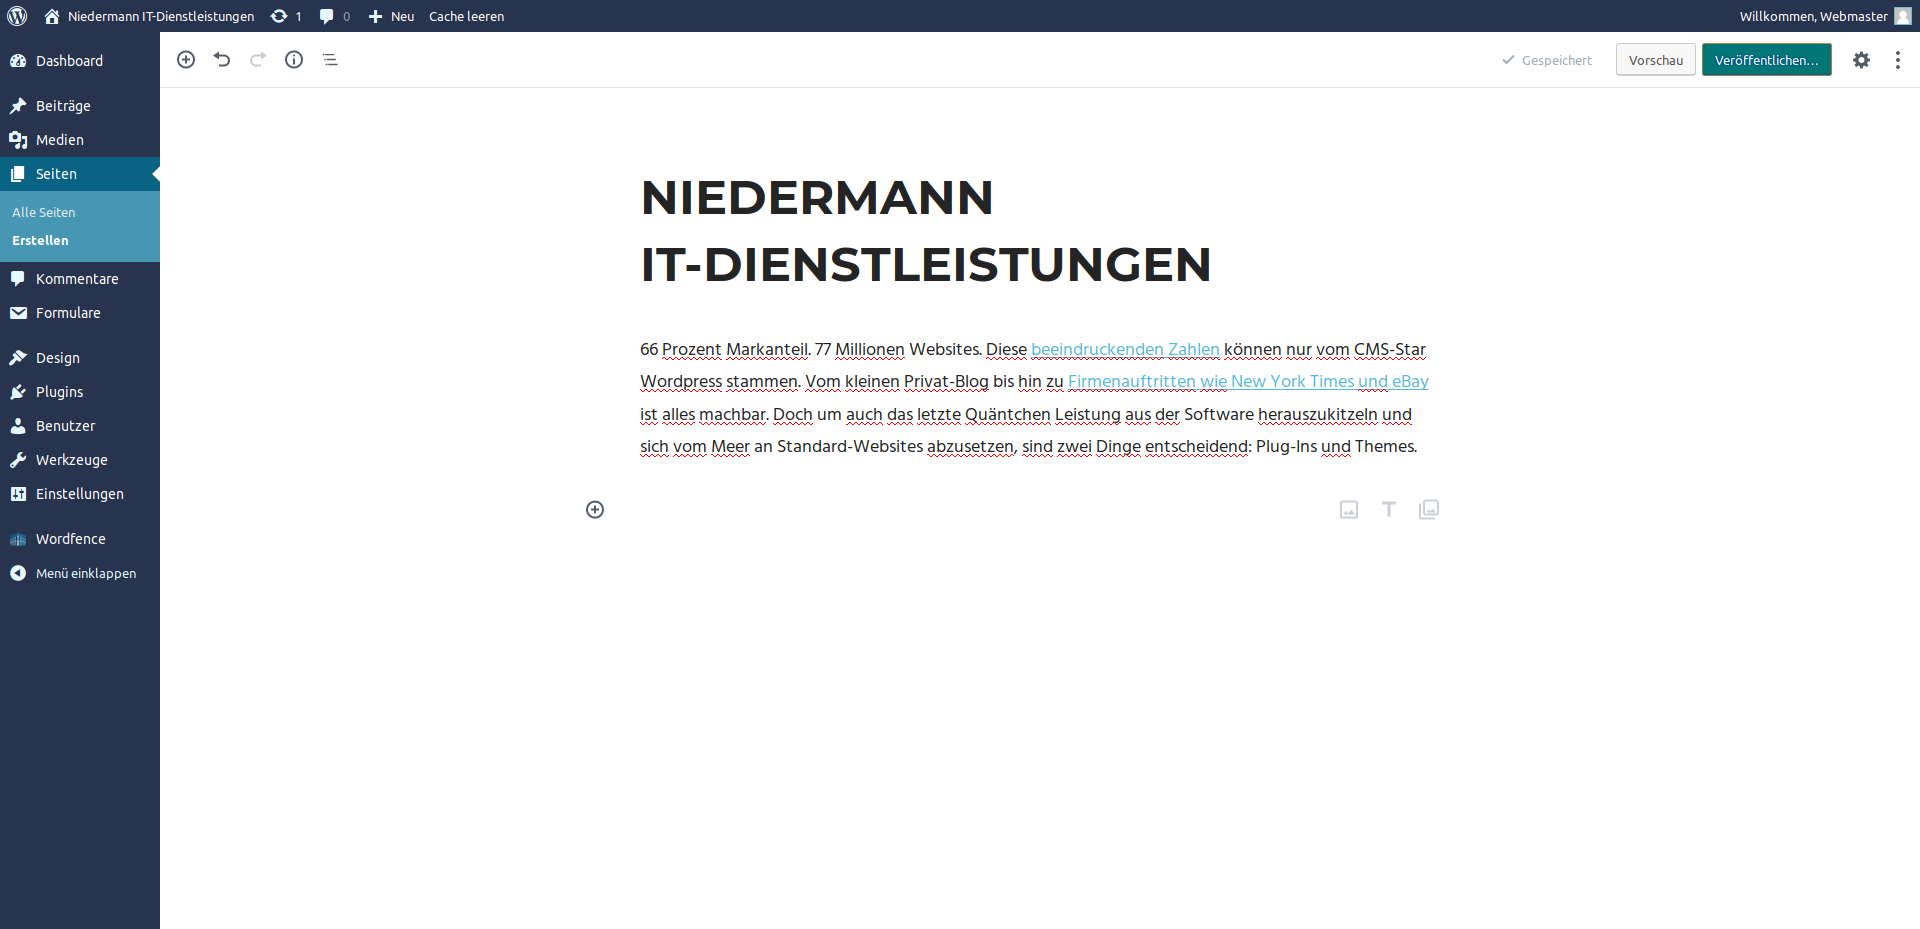 Niedermann IT-Dienstleistungen 1 0 Neu Cache leeren Willkommen, Webmaster
Dashboard
Beiträge
Medien
Seiten
Alle Seiten
Erstellen
Kommentare
Formulare
Design
Plugins
Benutzer
Werkzeuge
Einstellungen
Wordfence
Menü einklappen
Gespeichert Vorschau Veröffentlichen...
NIEDERMANN
IT-DIENSTLEISTUNGEN
66 Prozent Markanteil. 77 Millionen Websites. Diese beeindruckenden Zahlen können nur vom CMS-Star
Wordpress stammen. Vom kleinen Privat-Blog bis hin zu Firmenauftritten wie New York Times und eBay
ist alles machbar. Doch um auch das letzte Quäntchen Leistung aus der Software herauszukitzeln und
sich vom Meer an Standard-Websites abzusetzen, sind zwei Dinge entscheidend: Plug-Ins und Themes.